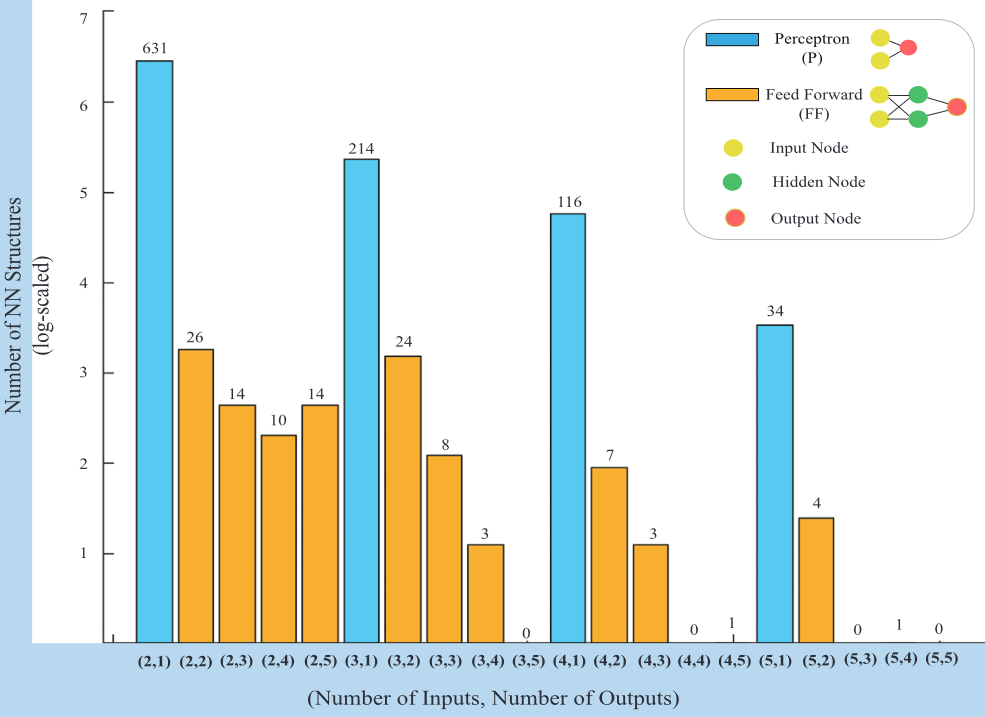 Number of NN Structures
(log-scaled)
7
6
5
4
3
2
1
631
26
14
10
14
214
24
8
3
0
116
7
3
0
1
34
4
0
1
0
Perceptron
(P)
Feed Forward
(FF)
Input Node
Hidden Node
Output Node
(2,1) (2,2) (2,3) (2,4) (2,5) (3,1) (3,2) (3,3) (3,4) (3,5) (4,1) (4,2) (4,3) (4,4) (4,5) (5,1) (5,2) (5,3) (5,4) (5,5)
(Number of Inputs, Number of Outputs)